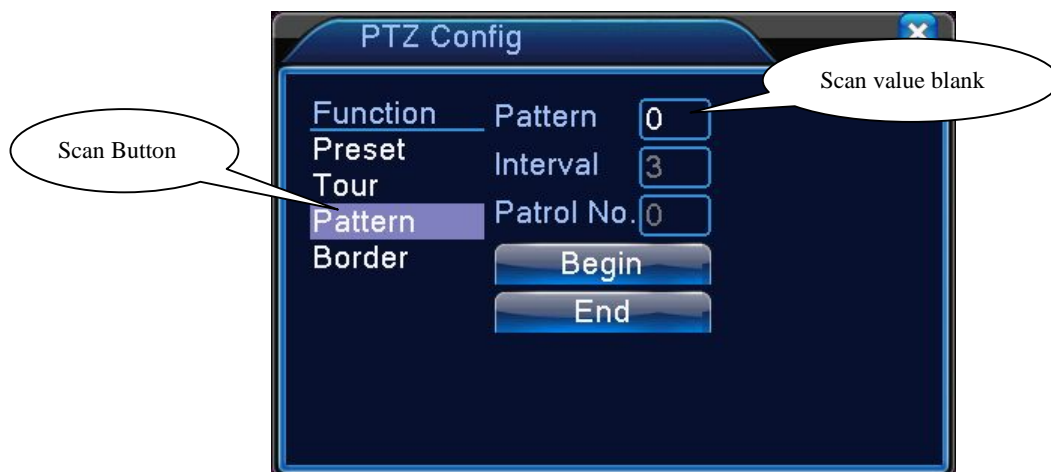 PTZ Config
Scan value blank
Scan Button
Function
Preset
Tour
Pattern
Border
Pattern 0
Interval 3
Patrol No. 0
Begin
End